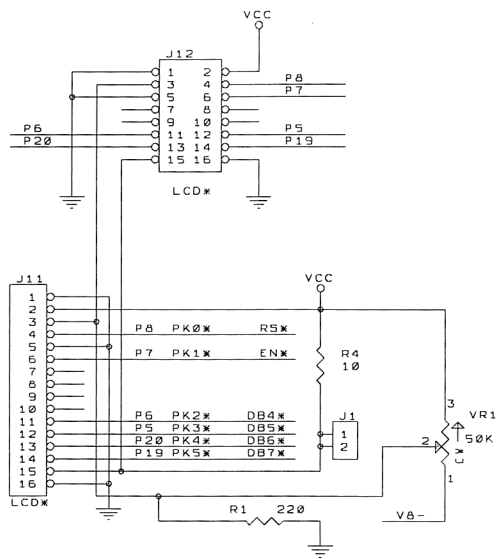 VCC
J12
1 2
3 4 P8
5 6 P7
7 8
9 10
P6 11 12 P5
P20 13 14 P19
15 16
LCD*
J11
VCC
1
2
3
4 P8 PK0* RS*
5
6 P7 PK1* EN*
7
8
9
10
11 P6 PK2* DB4*
12 P5 PK3* DB5*
13 P20 PK4* DB6*
14 P19 PK5* DB7*
15
16
LCD*
R4
10
J1
1
2
3
VR1
2
50K
CW
1
V8-
R1 220